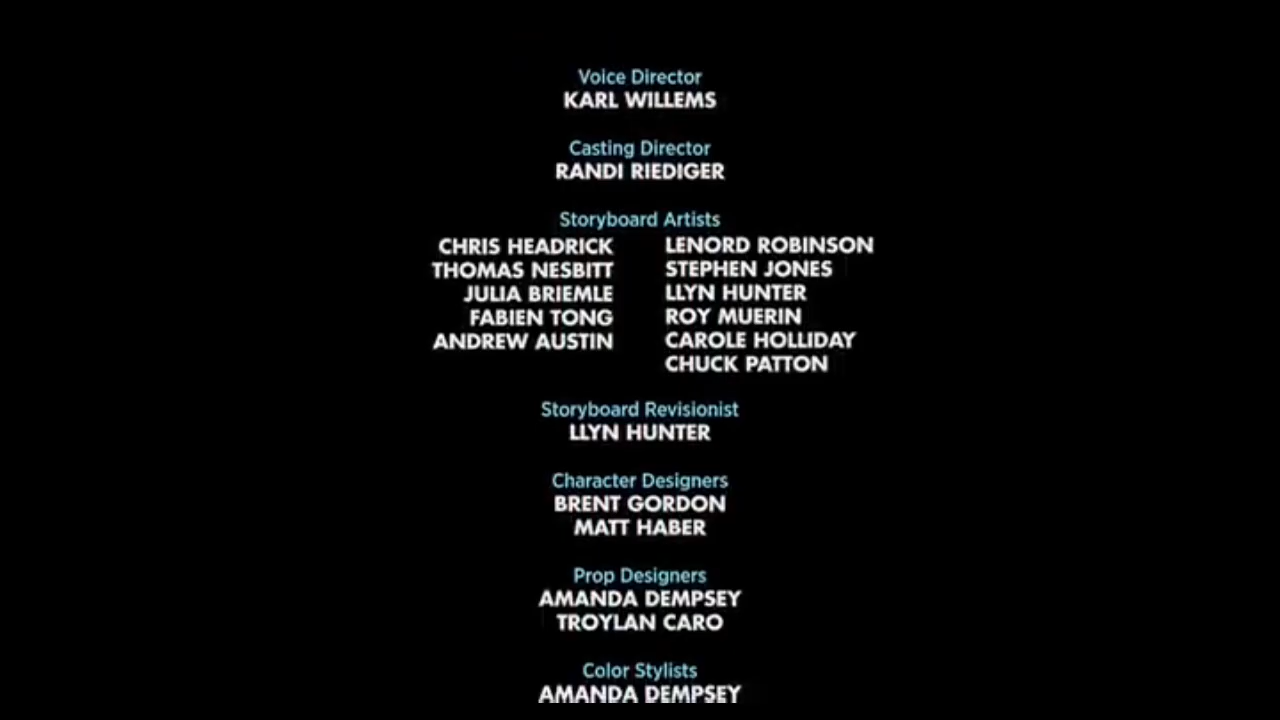 Voice Director
KARL WILLEMS
Casting Director
RANDI RIEDIGER
Storyboard Artists
CHRIS HEADRICK
THOMAS NESBITT
JULIA BRIEMLE
FABIEN TONG
ANDREW AUSTIN
LENORD ROBINSON
STEPHEN JONES
LLYN HUNTER
ROY MUERIN
CAROLE HOLLIDAY
CHUCK PATTON
Storyboard Revisionist
LLYN HUNTER
Character Designers
BRENT GORDON
MATT HABER
Prop Designers
AMANDA DEMPSEY
TROYLAN CARO
Color Stylists
AMANDA DEMPSEY